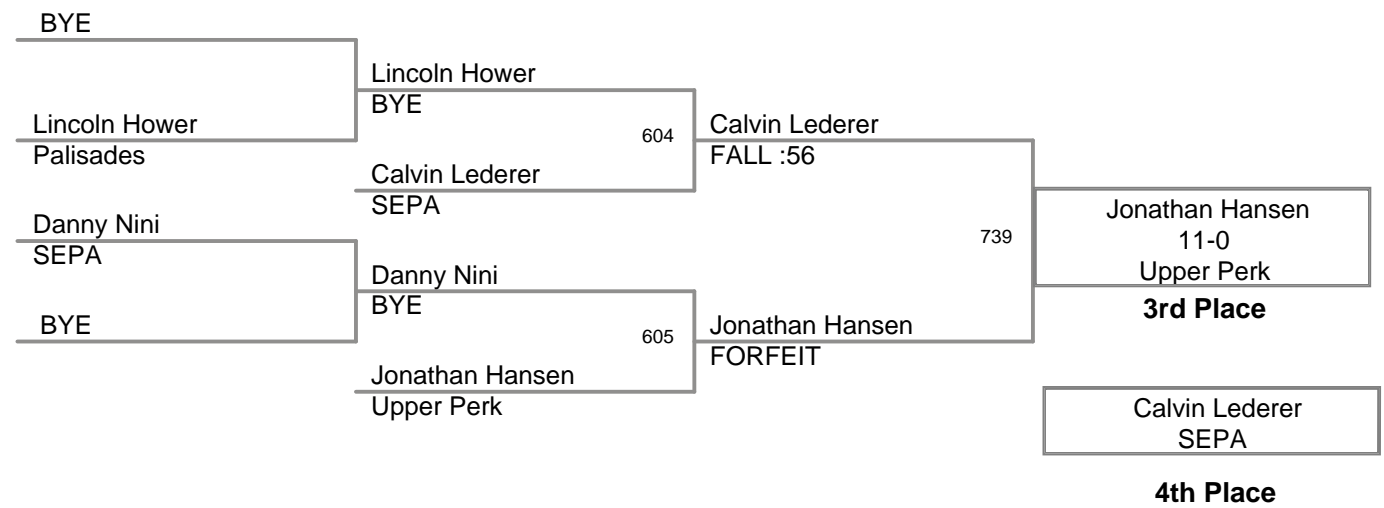 BYE
Lincoln Hower
Palisades
Danny Nini
SEPA
BYE
Lincoln Hower
BYE
604
Calvin Lederer
SEPA
Danny Nini
BYE
605
Jonathan Hansen
Upper Perk
Calvin Lederer
FALL :56
739
Jonathan Hansen
FORFEIT
Jonathan Hansen
11-0
Upper Perk
3rd Place
Calvin Lederer
SEPA
4th Place